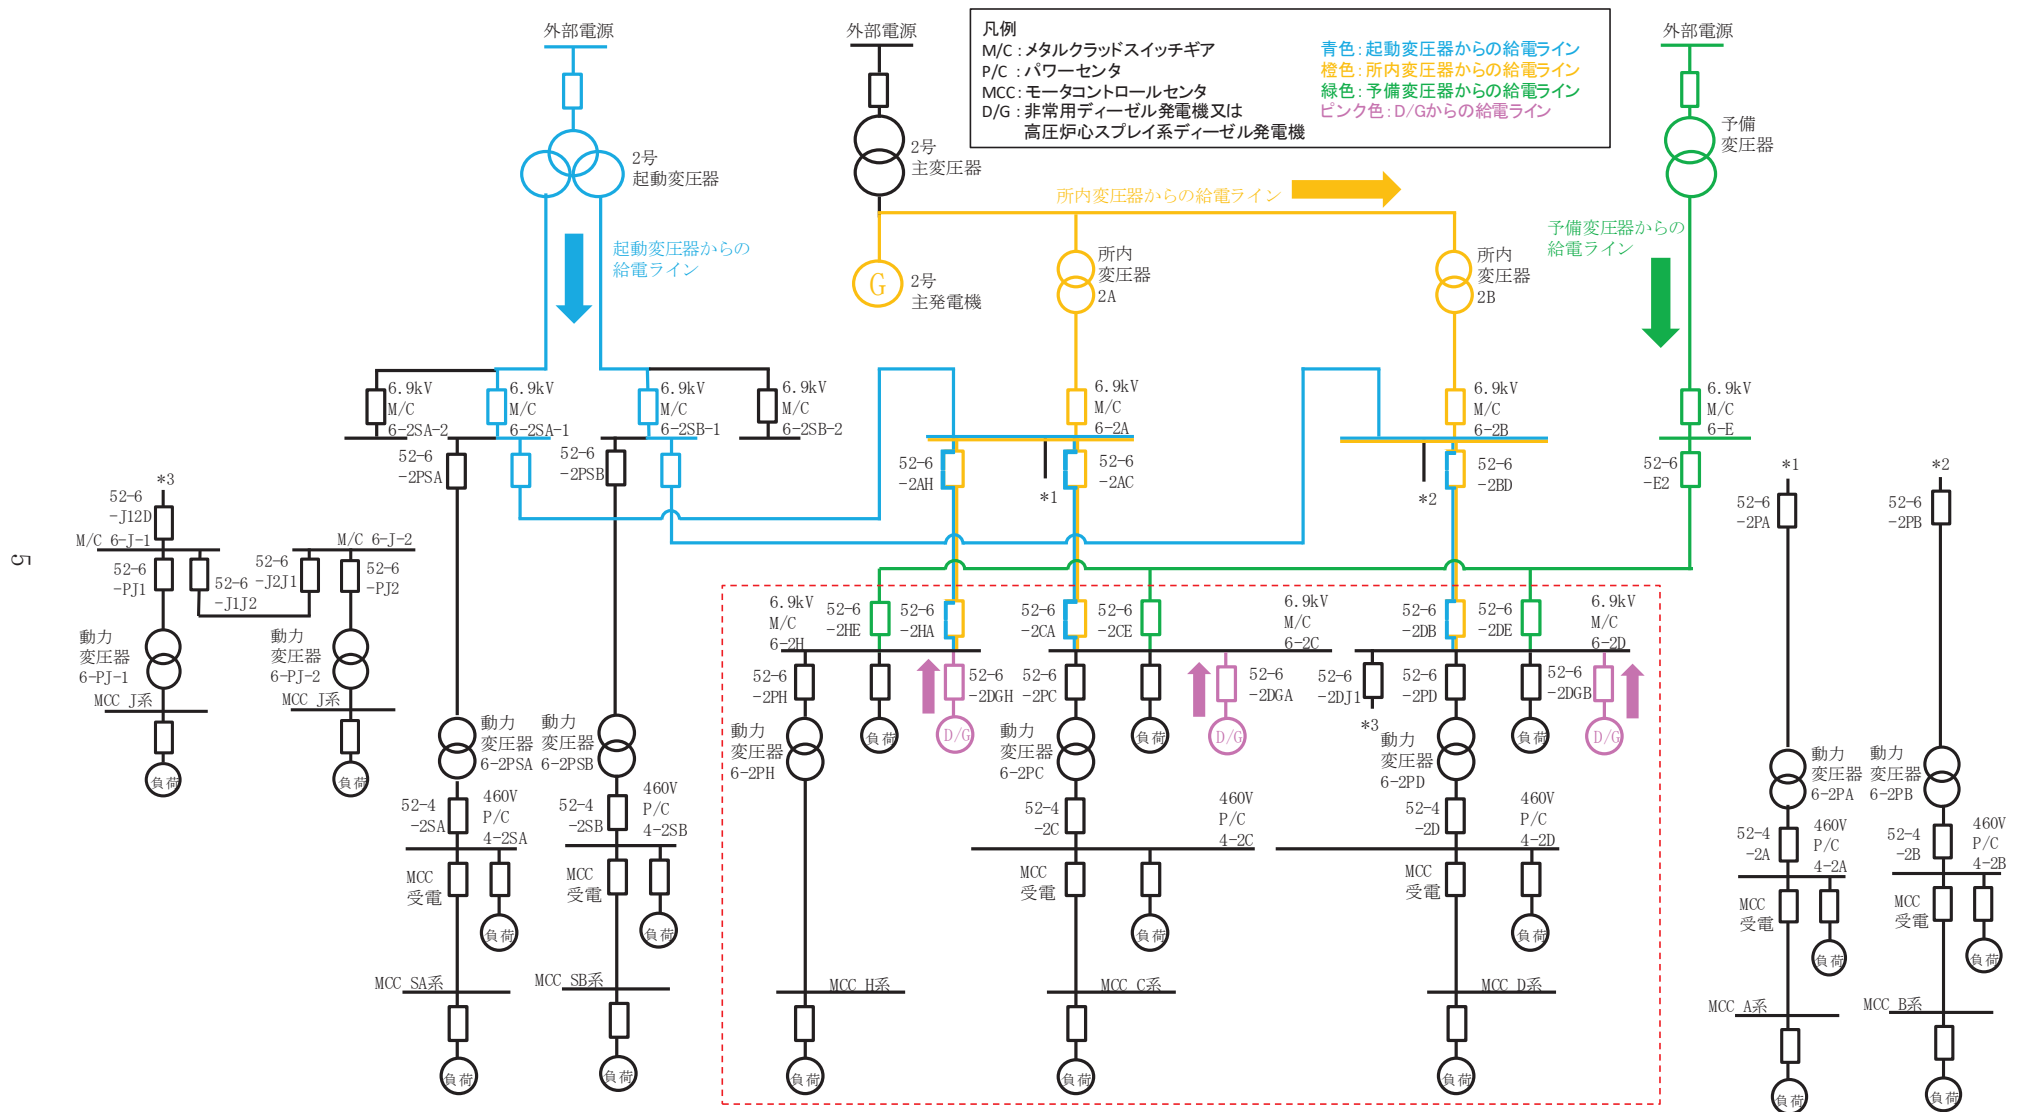 外部電源
外部電源
外部電源
凡例
M/C：メタルクラッドスイッチギア
P/C ：パワーセンタ
MCC：モータコントロールセンタ
D/G：非常用ディーゼル発電機又は
高圧炉心スプレイ系ディーゼル発電機
青色：起動変圧器からの給電ライン
橙色：所内変圧器からの給電ライン
緑色：予備変圧器からの給電ライン
ピンク色：D/Gからの給電ライン
2号
起動変圧器
2号
主変圧器
予備
変圧器
所内変圧器からの給電ライン
起動変圧器からの
給電ライン
予備変圧器からの
給電ライン
G
2号
主発電機
所内
変圧器
2A
所内
変圧器
2B
6.9kV
M/C
6-2SA-2
6.9kV
M/C
6-2SA-1
6.9kV
M/C
6-2SB-1
6.9kV
M/C
6-2SB-2
6.9kV
M/C
6-2A
6.9kV
M/C
6-2B
6.9kV
M/C
6-E
52-6
-2PSA
52-6
-2PSB
52-6
-2AH
*1
52-6
-2AC
*2
52-6
-2BD
52-6
-E2
*1
52-6
-2PA
*2
52-6
-2PB
*3
52-6
-J12D
M/C 6-J-1
52-6
-PJ1
52-6
-J1J2
52-6
-J2J1
M/C 6-J-2
52-6
-PJ2
動力
変圧器
6-PJ-1
動力
変圧器
6-PJ-2
MCC J系
MCC J系
負荷
負荷
5
6.9kV
M/C
6-2H
52-6
-2HE
52-6
-2HA
52-6
-2CA
52-6
-2CE
6.9kV
M/C
6-2C
52-6
-2DB
52-6
-2DE
6.9kV
M/C
6-2D
52-6
-2PH
52-6
-2DGH
52-6
-2PC
52-6
-2DGA
52-6
-2DJ1
*3
52-6
-2PD
52-6
-2DGB
動力
変圧器
6-2PSA
動力
変圧器
6-2PSB
動力
変圧器
6-2PH
負荷
D/G
動力
変圧器
6-2PC
負荷
D/G
動力
変圧器
6-2PD
負荷
D/G
動力
変圧器
6-2PA
動力
変圧器
6-2PB
52-4
-2SA
460V
P/C
4-2SA
52-4
-2SB
460V
P/C
4-2SB
52-4
-2C
460V
P/C
4-2C
52-4
-2D
460V
P/C
4-2D
52-4
-2A
460V
P/C
4-2A
52-4
-2B
460V
P/C
4-2B
MCC
受電
負荷
MCC
受電
負荷
MCC
受電
負荷
MCC
受電
負荷
MCC
受電
負荷
MCC
受電
負荷
MCC SA系
MCC SB系
MCC H系
MCC C系
MCC D系
MCC A系
MCC B系
負荷
負荷
負荷
負荷
負荷
負荷
負荷